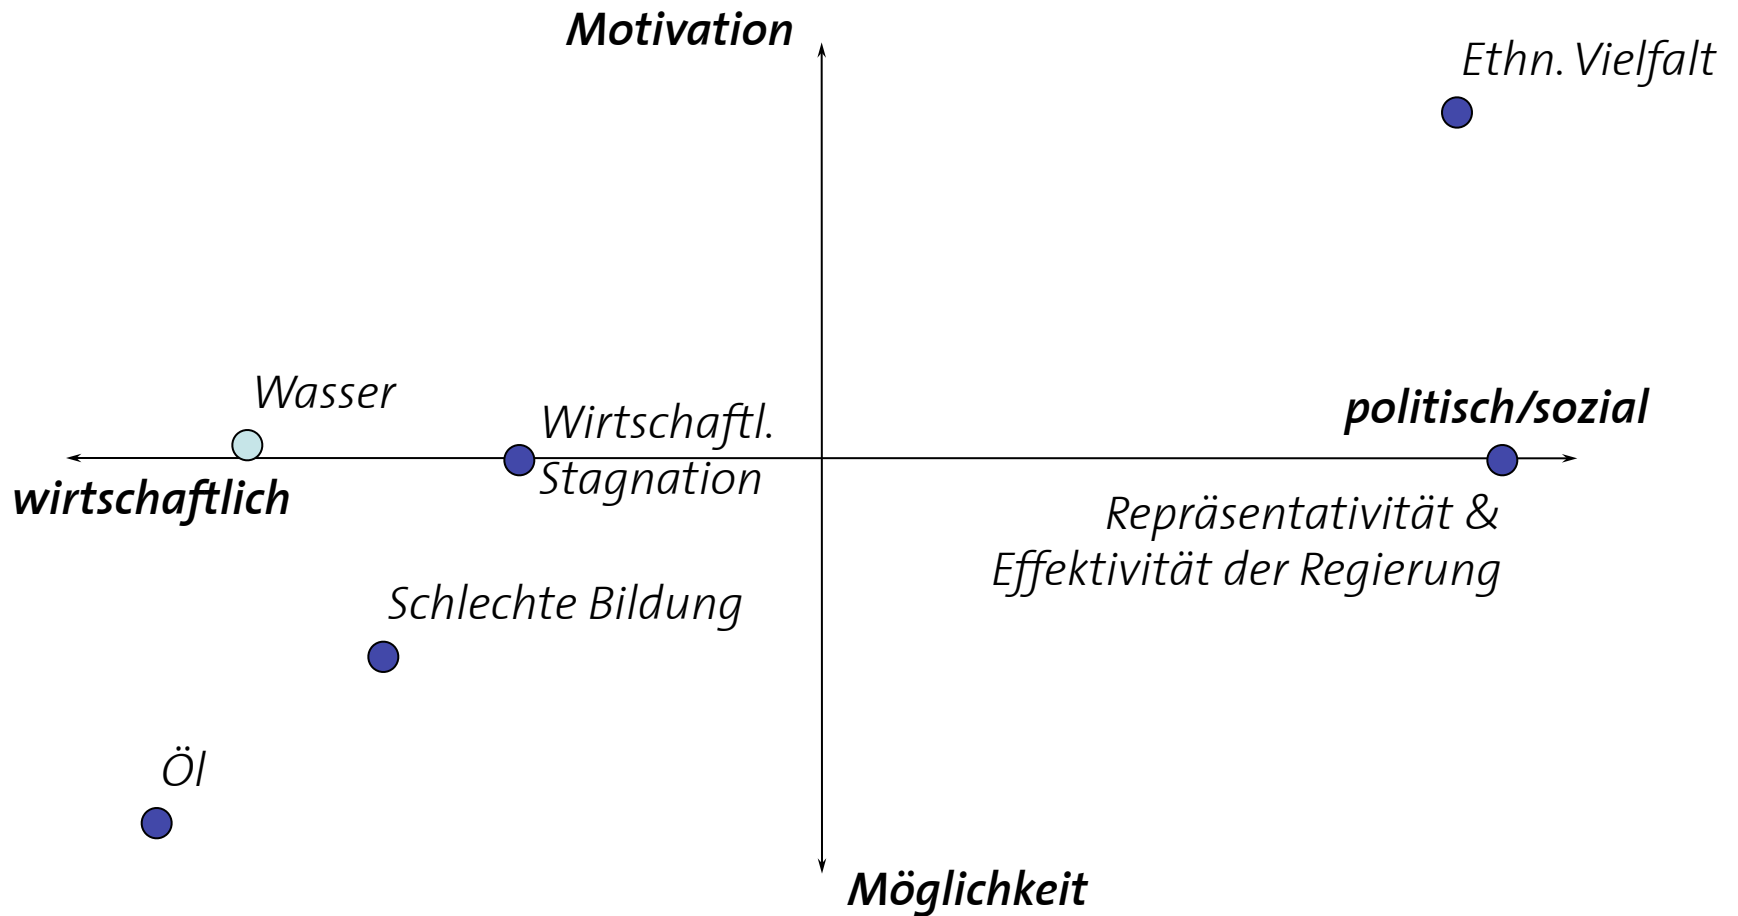 Motivation
Ethn. Vielfalt
Wasser
Wirtschaftl.
Stagnation
politisch/sozial
wirtschaftlich
Repräsentativität &
Effektivität der Regierung
Schlechte Bildung
Öl
Möglichkeit